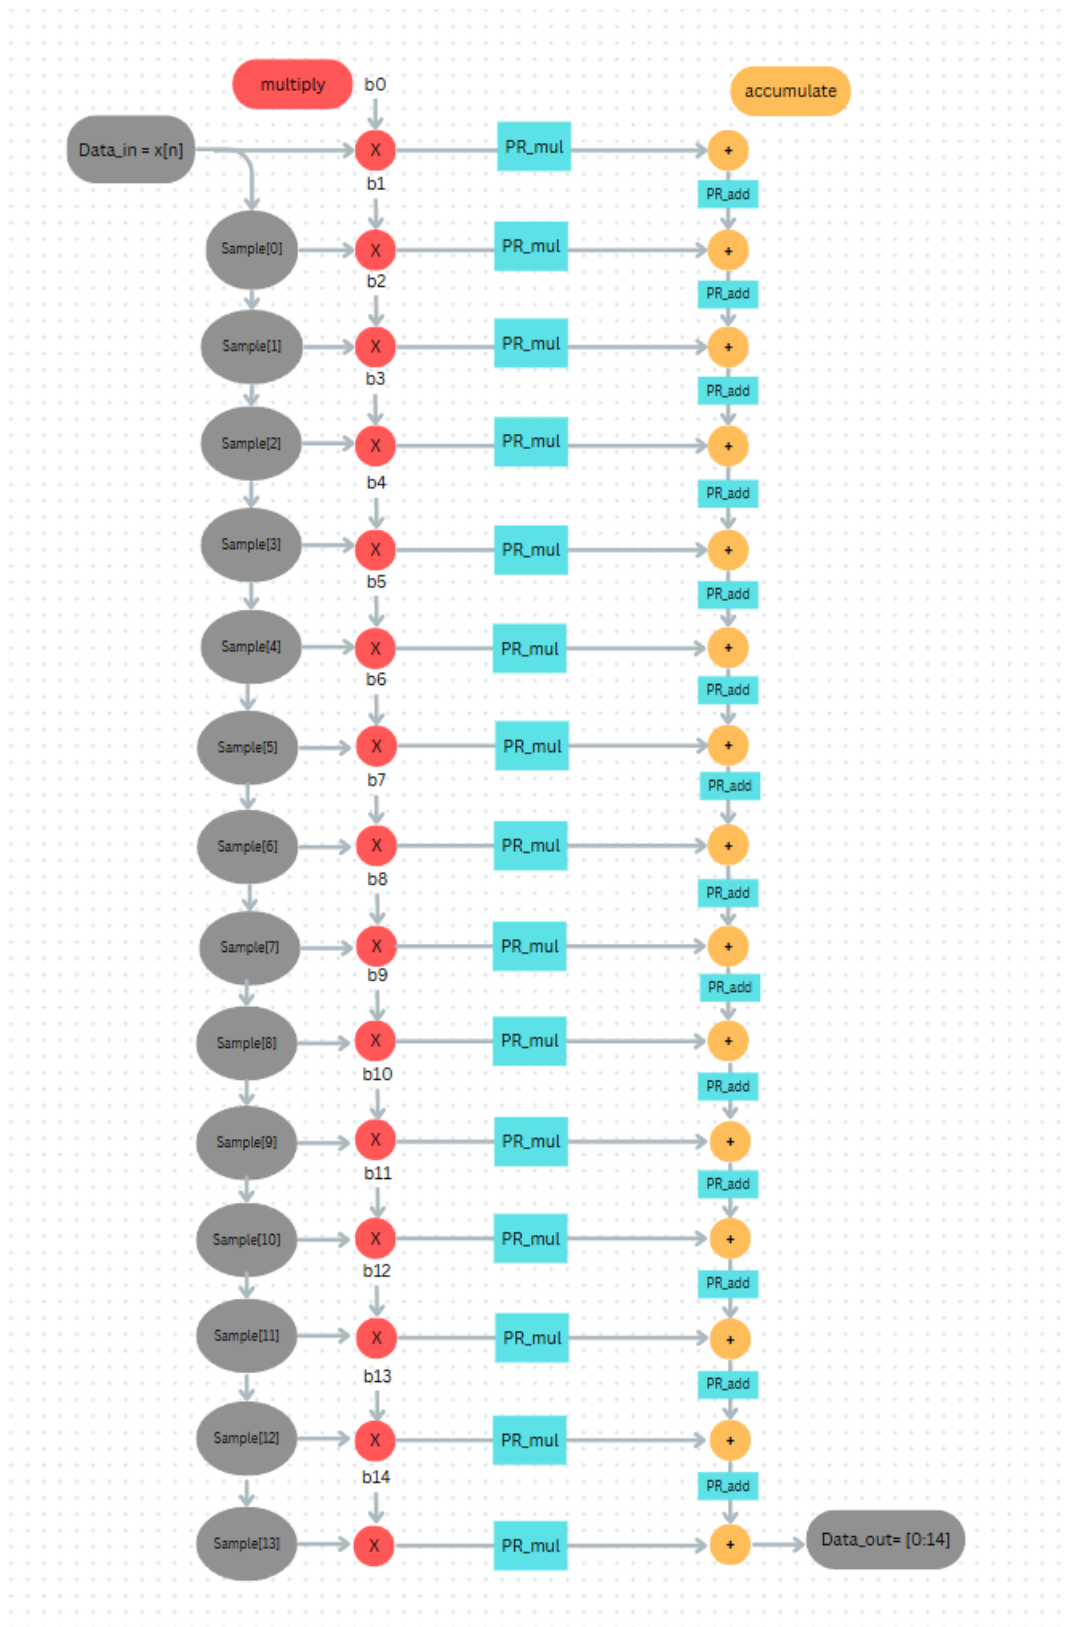 multiply
b0
accumulate
Data_in = x[n]
X
PR_mul
+
b1
PR_add
Sample[0]
X
PR_mul
+
b2
PR_add
Sample[1]
X
PR_mul
+
b3
PR_add
Sample[2]
X
PR_mul
+
b4
PR_add
Sample[3]
X
PR_mul
+
b5
PR_add
Sample[4]
X
PR_mul
+
b6
PR_add
Sample[5]
X
PR_mul
+
b7
PR_add
Sample[6]
X
PR_mul
+
b8
PR_add
Sample[7]
X
PR_mul
+
b9
PR_add
Sample[8]
X
PR_mul
+
b10
PR_add
Sample[9]
X
PR_mul
+
b11
PR_add
Sample[10]
X
PR_mul
+
b12
PR_add
Sample[11]
X
PR_mul
+
b13
PR_add
Sample[12]
X
PR_mul
+
b14
PR_add
Sample[13]
X
PR_mul
+
Data_out= [0:14]